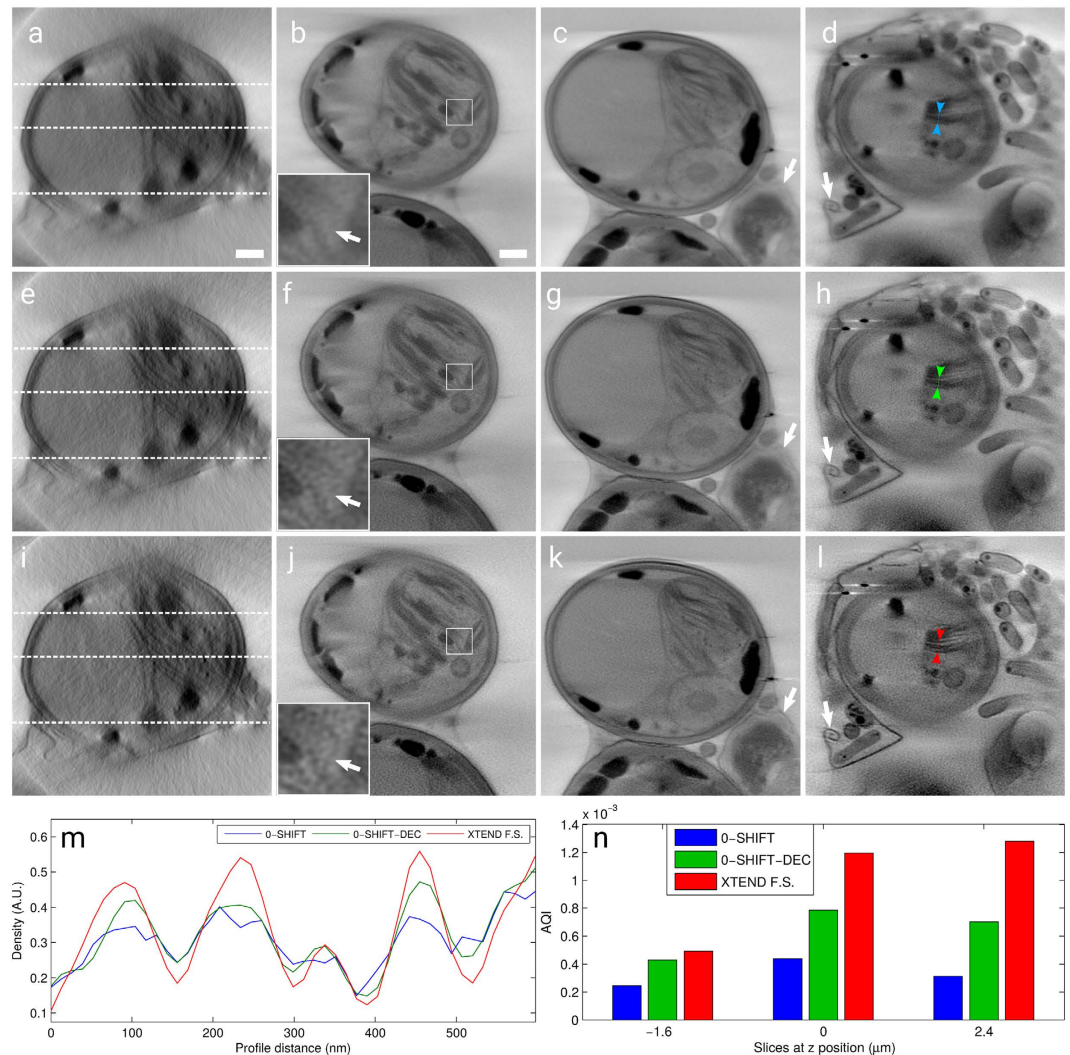 a b c d
e f g h
i j k l
m
0-SHIFT 0-SHIFT-DEC XTEND F.S.
0.6
0.5
0.4
0.3
0.2
0.1
Density (A.U.)
0 100 200 300 400 500
Profile distance (nm)
n
x 10⁻³
0-SHIFT
0-SHIFT-DEC
XTEND F.S.
1.4
1.2
1
0.8
0.6
0.4
0.2
0
AQI
-1.6 0 2.4
Slices at z position (μm)